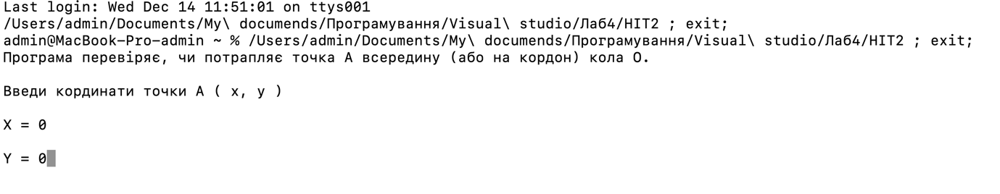 Last login: Wed Dec 14 11:51:01 on ttys001
/Users/admin/Documents/My\ documends/Програмування/Visual\ studio/Лаб4/HIT2 ; exit;
admin@MacBook-Pro-admin ~ % /Users/admin/Documents/My\ documends/Програмування/Visual\ studio/Лаб4/HIT2 ; exit;
Програма перевіряє, чи потрапляє точка А всередину (або на кордон) кола О.
Введи кординати точки А ( x, y )
X = 0
Y = 0